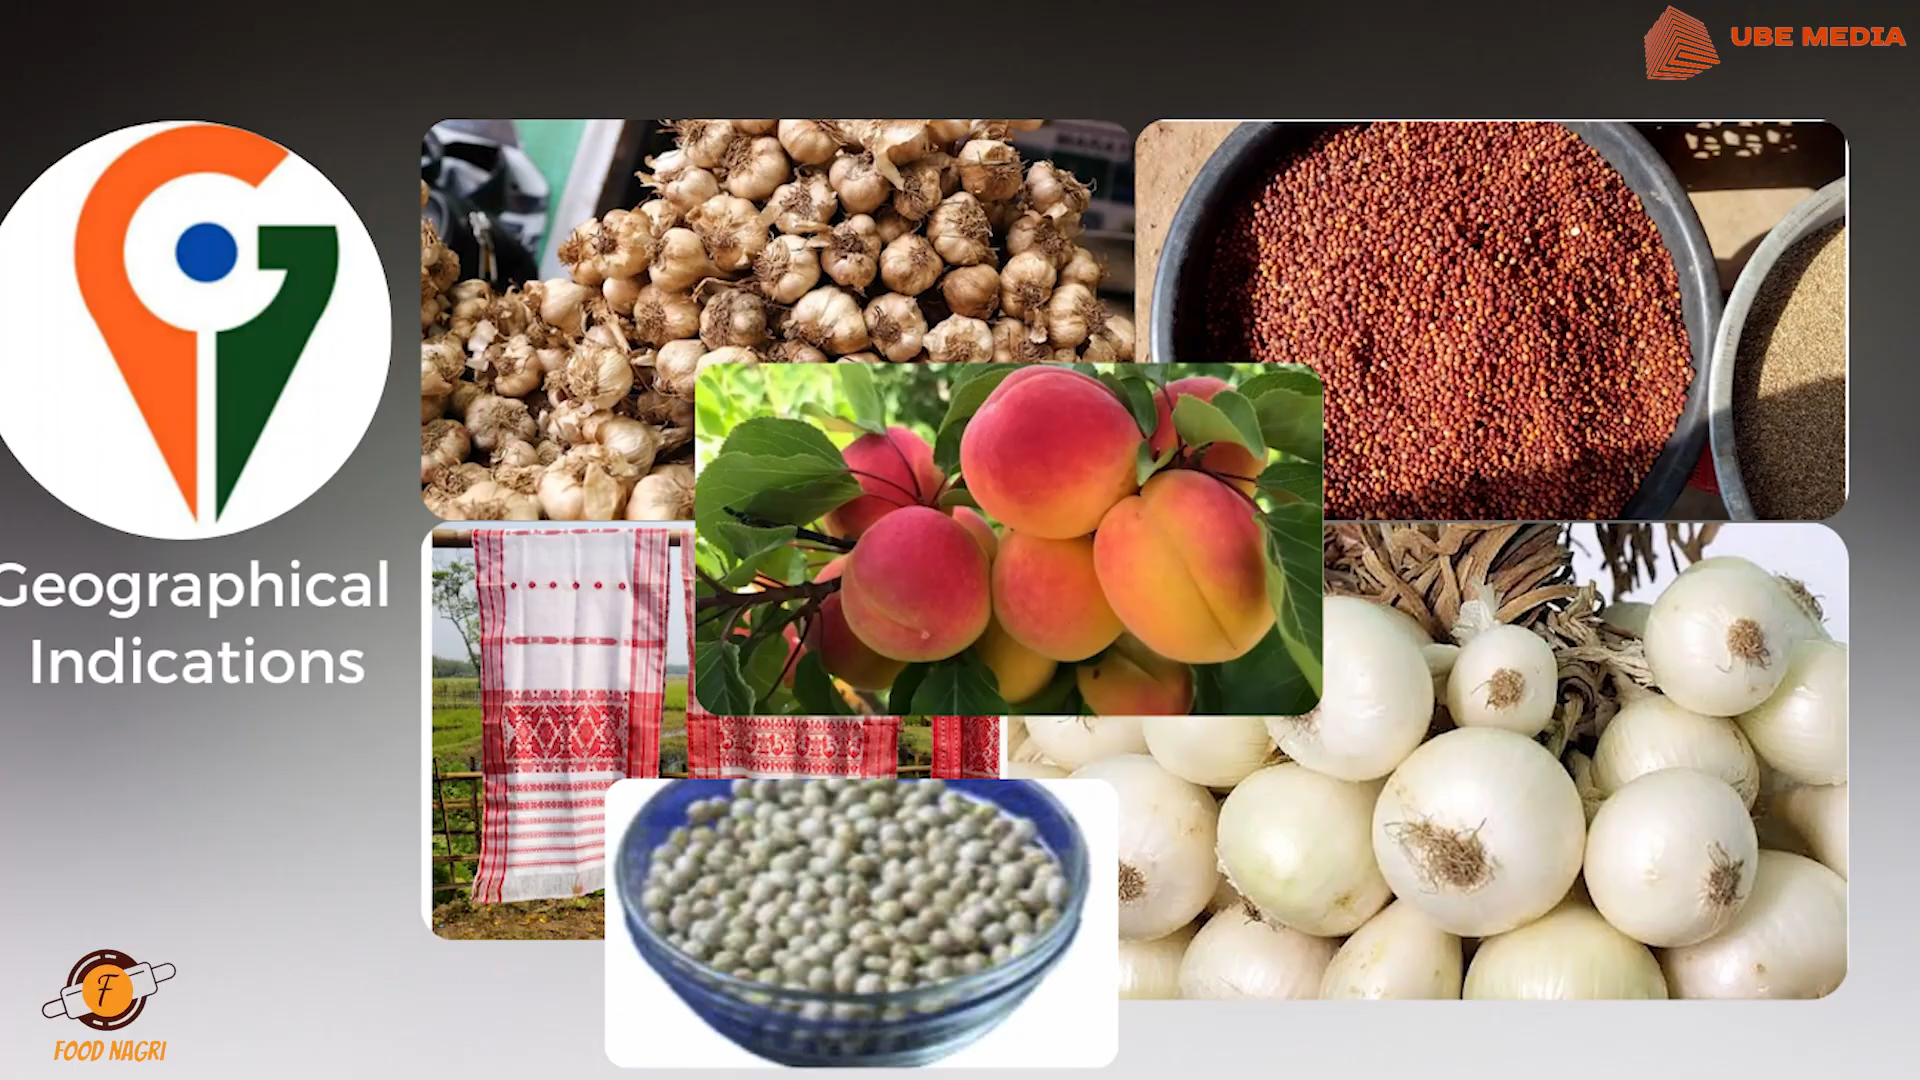 UBE MEDIA
Geographical
Indications
F
FOOD NAGRI